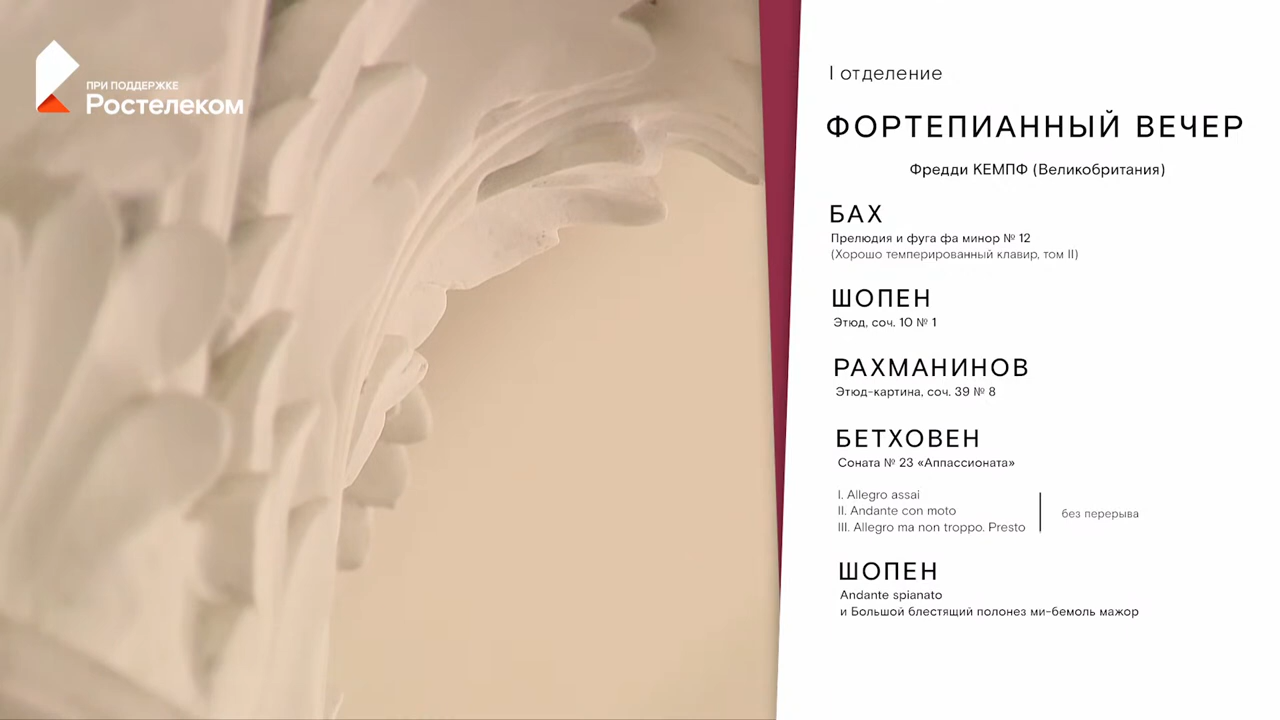 ПРИ ПОДДЕРЖКЕ
Ростелеком
I отделение
ФОРТЕПИАННЫЙ ВЕЧЕР
Фредди КЕМПФ (Великобритания)
БАХ
Прелюдия и фуга фа минор № 12
(Хорошо темперированный клавир, том II)
ШОПЕН
Этюд, соч. 10 № 1
РАХМАНИНОВ
Этюд-картина, соч. 39 № 8
БЕТХОВЕН
Соната № 23 «Аппассионата»
I. Allegro assai
II. Andante con moto
III. Allegro ma non troppo. Presto
без перерыва
ШОПЕН
Andante spianato
и Большой блестящий полонез ми-бемоль мажор